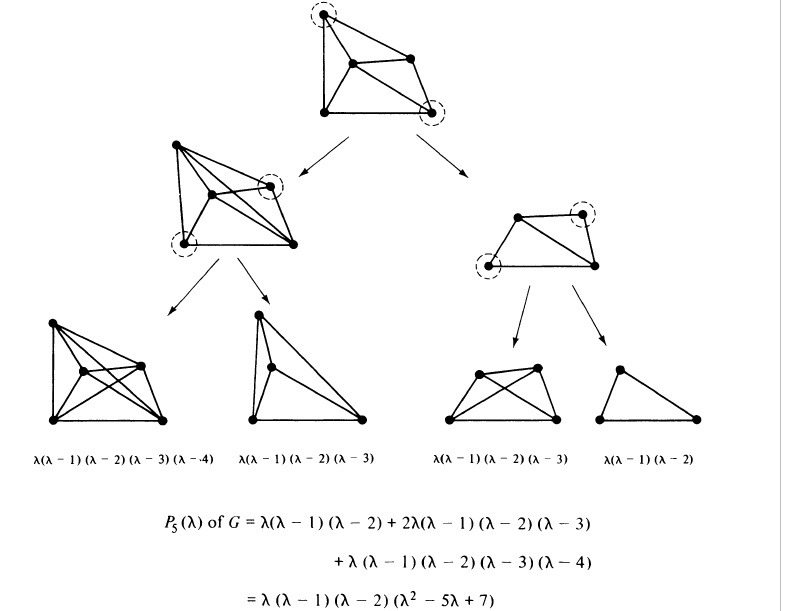 λ(λ − 1) (λ − 2) (λ − 3) (λ − 4) λ(λ − 1) (λ − 2) (λ − 3) λ(λ − 1) (λ − 2) (λ − 3) λ(λ − 1) (λ − 2)
P₅(λ) of G = λ(λ − 1) (λ − 2) + 2λ(λ − 1) (λ − 2) (λ − 3)
+ λ (λ − 1) (λ − 2) (λ − 3) (λ − 4)
= λ (λ − 1) (λ − 2) (λ² − 5λ + 7)